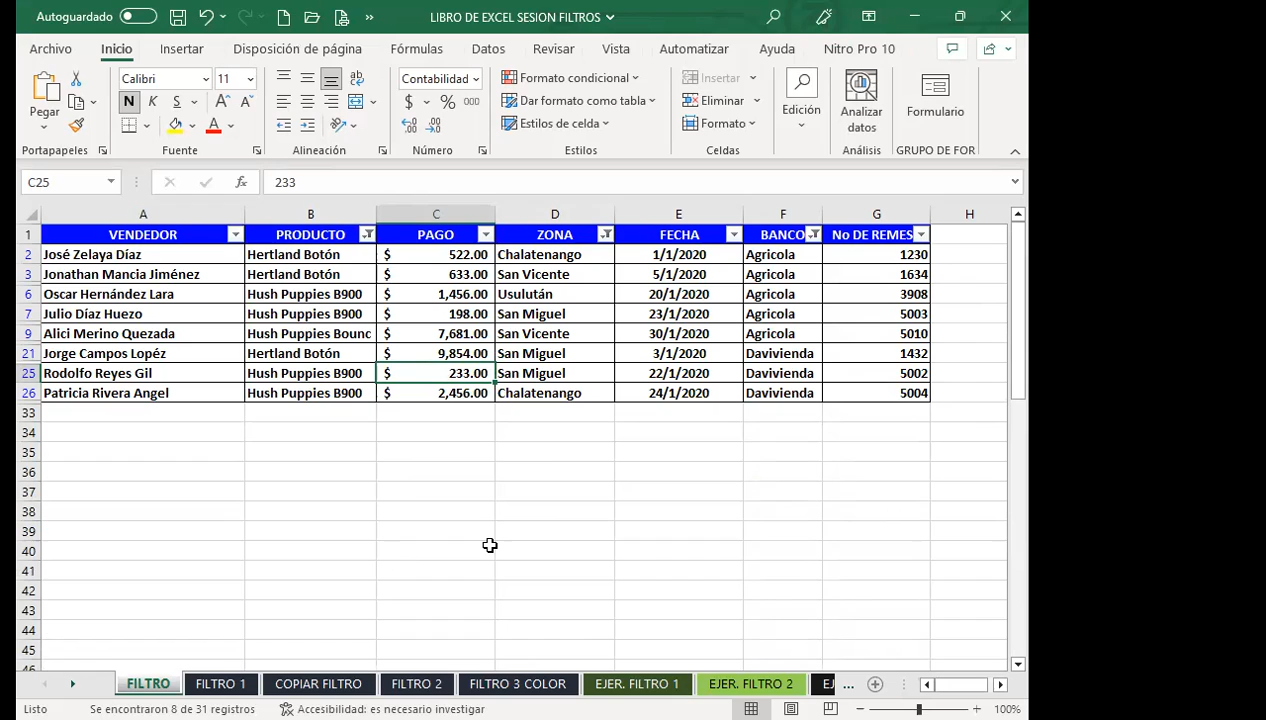 Autoguardado LIBRO DE EXCEL SESION FILTROS
Archivo Inicio Insertar Disposición de página Fórmulas Datos Revisar Vista Automatizar Ayuda Nitro Pro 10
Pegar
Portapapeles
Calibri 11
N K S
Fuente
Alineación
Contabilidad
$ % 000
Número
Formato condicional
Dar formato como tabla
Estilos de celda
Estilos
Insertar
Eliminar
Formato
Celdas
Edición
Analizar datos
Análisis
Formulario
GRUPO DE FOR
C25 fx 233
A B C D E F G H
1 VENDEDOR PRODUCTO PAGO ZONA FECHA BANCO No DE REMES
2 José Zelaya Díaz Hertland Botón $ 522.00 Chalatenango 1/1/2020 Agricola 1230
3 Jonathan Mancia Jiménez Hertland Botón $ 633.00 San Vicente 5/1/2020 Agricola 1634
6 Oscar Hernández Lara Hush Puppies B900 $ 1,456.00 Usulután 20/1/2020 Agricola 3908
7 Julio Díaz Huezo Hush Puppies B900 $ 198.00 San Miguel 23/1/2020 Agricola 5003
9 Alici Merino Quezada Hush Puppies Bounc $ 7,681.00 San Vicente 30/1/2020 Agricola 5010
21 Jorge Campos Lopéz Hertland Botón $ 9,854.00 San Miguel 3/1/2020 Davivienda 1432
25 Rodolfo Reyes Gil Hush Puppies B900 $ 233.00 San Miguel 22/1/2020 Davivienda 5002
26 Patricia Rivera Angel Hush Puppies B900 $ 2,456.00 Chalatenango 24/1/2020 Davivienda 5004
33
34
35
36
37
38
39
40
41
42
43
44
45
46
FILTRO FILTRO 1 COPIAR FILTRO FILTRO 2 FILTRO 3 COLOR EJER. FILTRO 1 EJER. FILTRO 2 EJ ...
Listo Se encontraron 8 de 31 registros Accesibilidad: es necesario investigar 100%